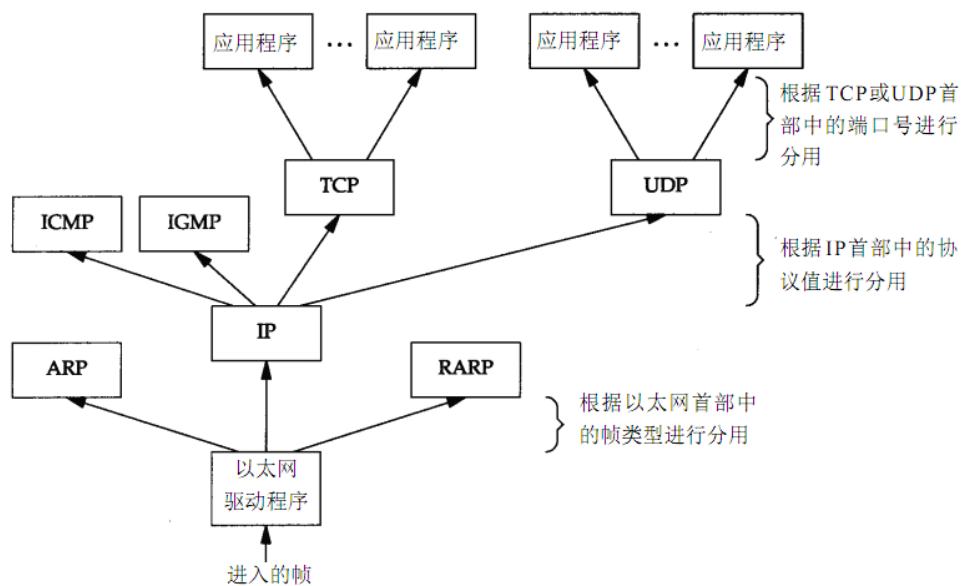 应用程序 … 应用程序 应用程序 … 应用程序
根据TCP或UDP首
部中的端口号进行
分用
TCP
UDP
ICMP
IGMP
根据IP首部中的协
议值进行分用
IP
ARP
RARP
根据以太网首部中
的帧类型进行分用
以太网
驱动程序
进入的帧